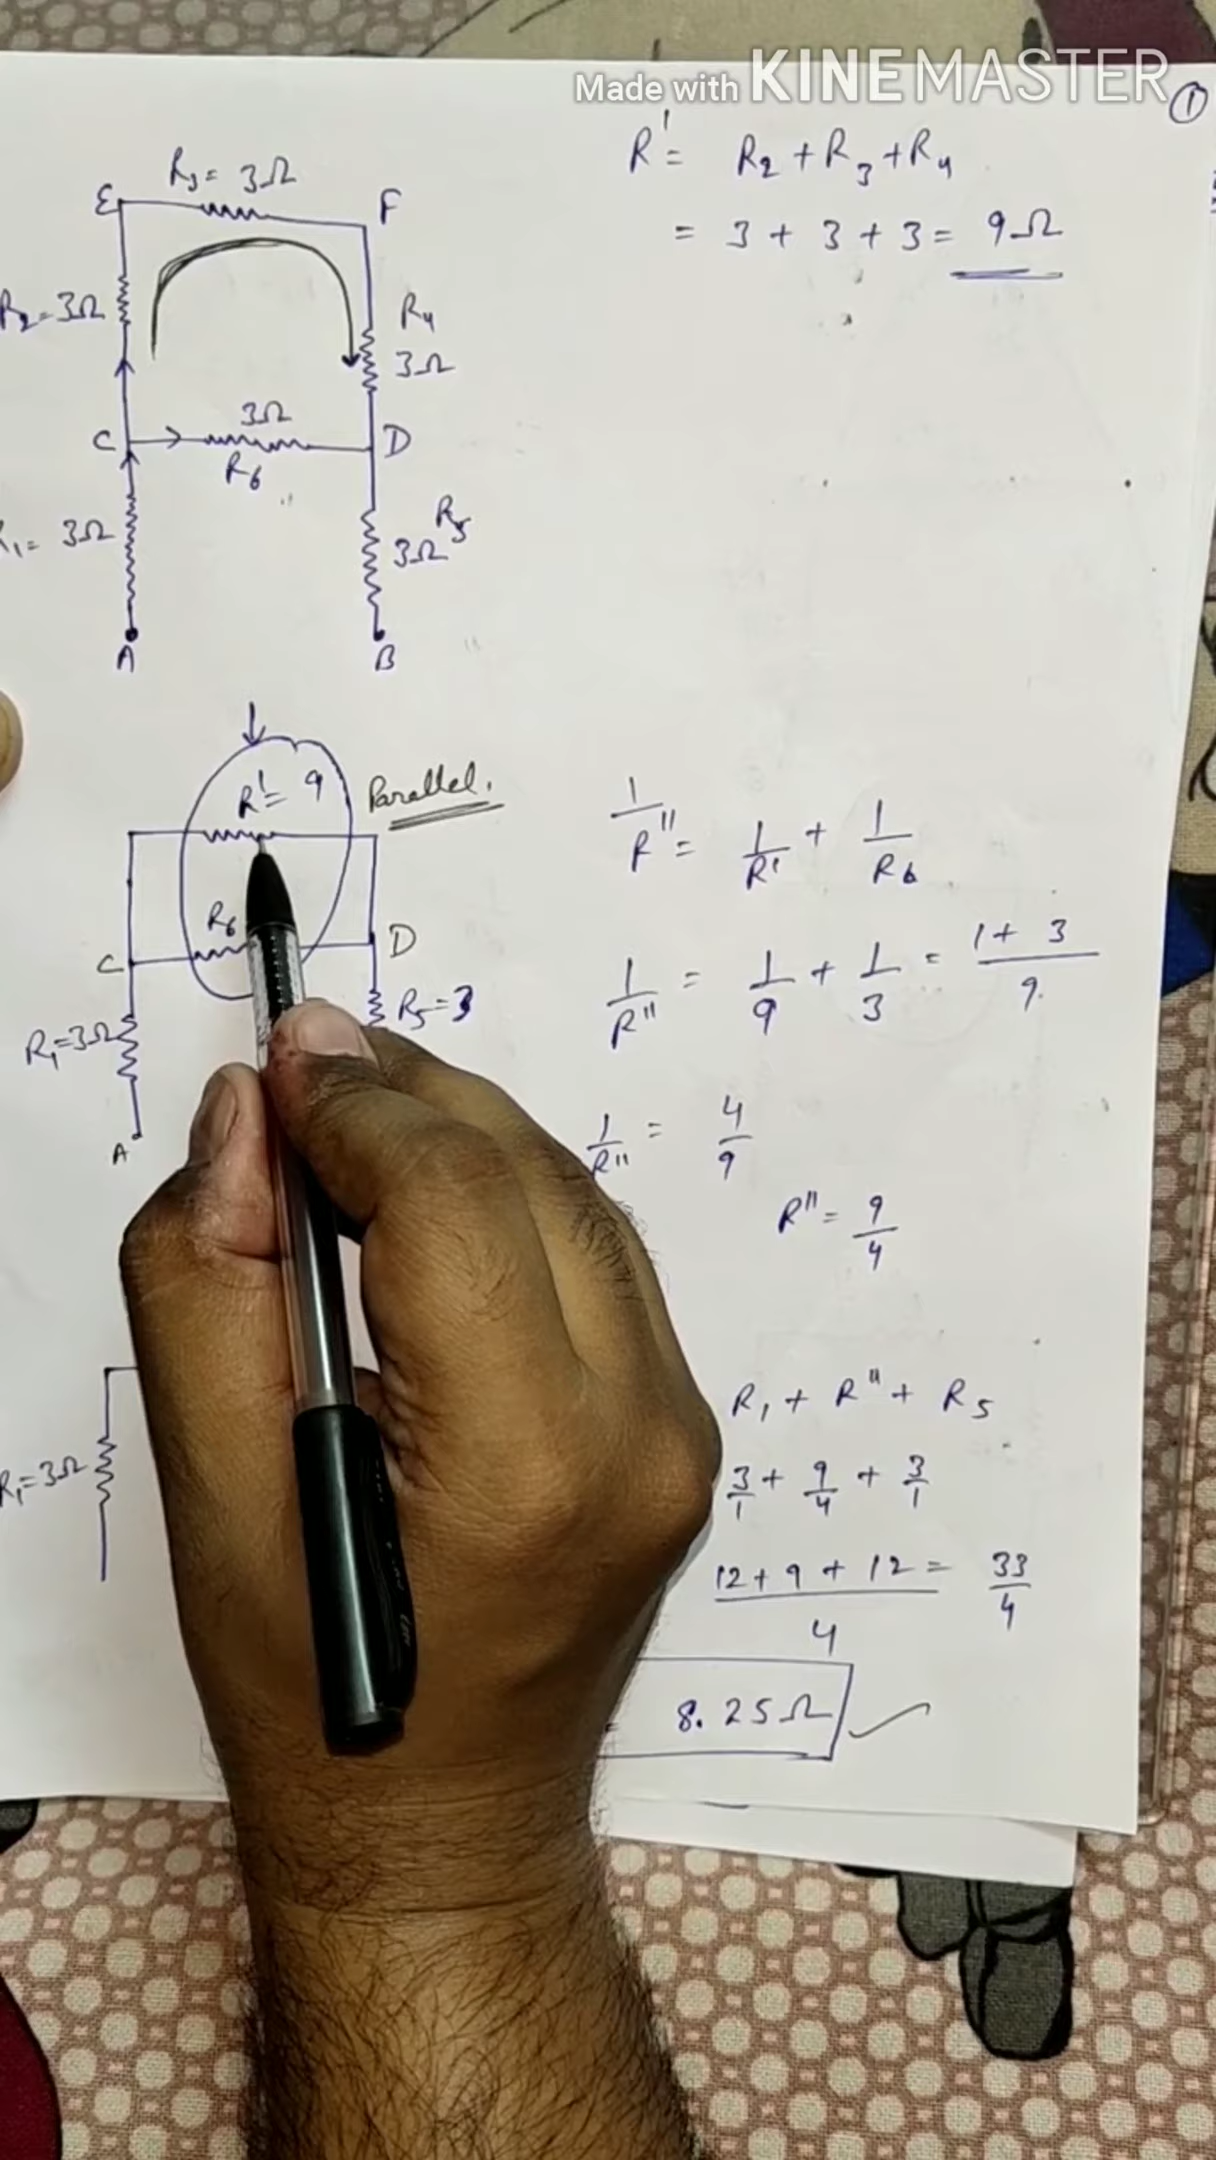 Made with KINEMASTER
①
R' = R2 + R3 + R4
= 3 + 3 + 3 = 9Ω
R3 = 3Ω
E
F
R2 = 3Ω
R4
3Ω
3Ω
C
D
R6
R5
R1 = 3Ω
3Ω
A
B
R' = 9
Parallel.
R6
C
D
R5 = 3
R1 = 3Ω
A
1/R'' = 1/R' + 1/R6
1/R'' = 1/9 + 1/3 = (1 + 3)/9.
1/R'' = 4/9
R'' = 9/4
R1 + R'' + R5
3/1 + 9/4 + 3/1
R1 = 3Ω
(12 + 9 + 12)/4 = 33/4
8.25Ω